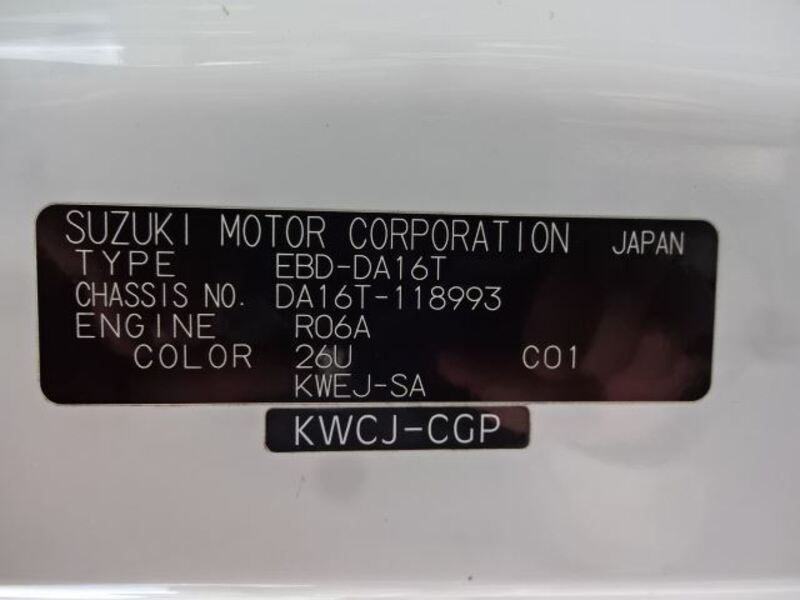 SUZUKI MOTOR CORPORATION JAPAN
TYPE EBD-DA16T
CHASSIS NO. DA16T-118993
ENGINE R06A
COLOR 26U C01
KWEJ-SA
KWCJ-CGP